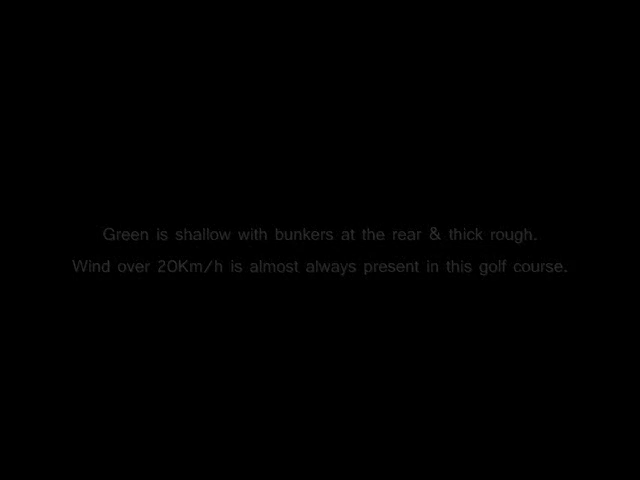 Green is shallow with bunkers at the rear & thick rough.
Wind over 20Km/h is almost always present in this golf course.